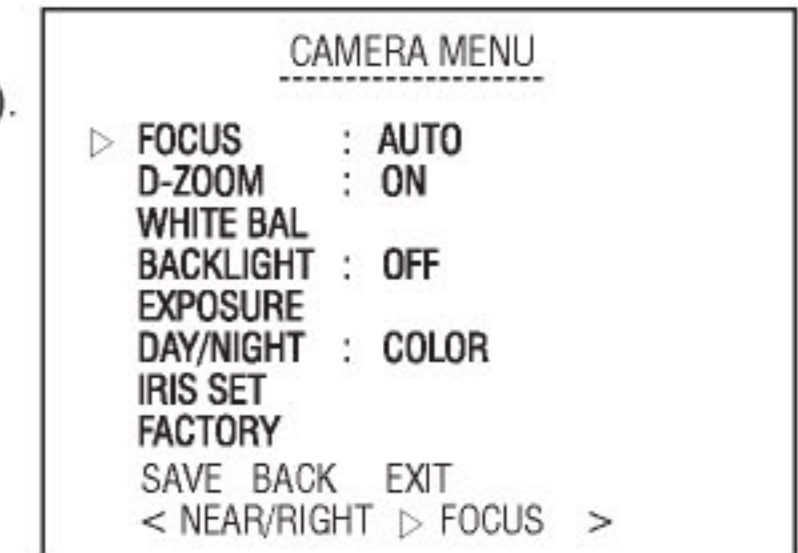 ).
CAMERA MENU
▷ FOCUS : AUTO
D-ZOOM : ON
WHITE BAL
BACKLIGHT : OFF
EXPOSURE
DAY/NIGHT : COLOR
IRIS SET
FACTORY
SAVE BACK EXIT
< NEAR/RIGHT ▷ FOCUS >